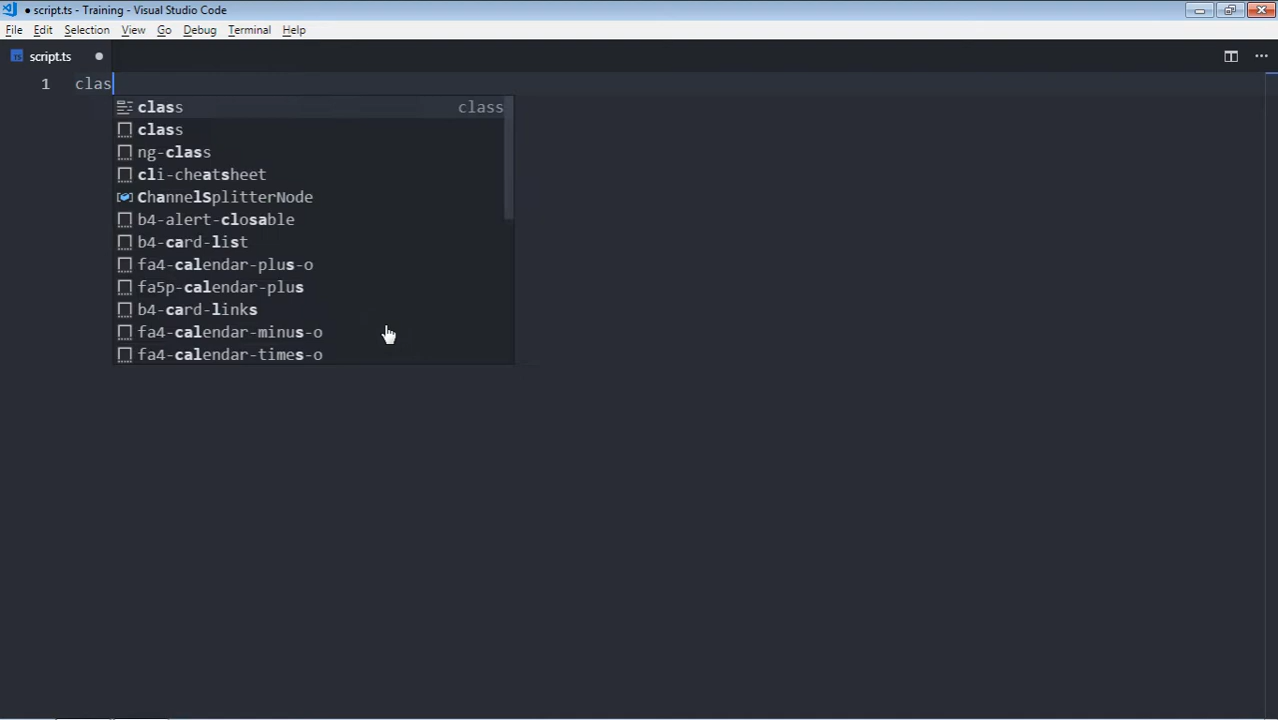 ● script.ts - Training - Visual Studio Code
File Edit Selection View Go Debug Terminal Help
TS script.ts ●
1 clas
class class
class
ng-class
cli-cheatsheet
ChannelSplitterNode
b4-alert-closable
b4-card-list
fa4-calendar-plus-o
fa5p-calendar-plus
b4-card-links
fa4-calendar-minus-o
fa4-calendar-times-o